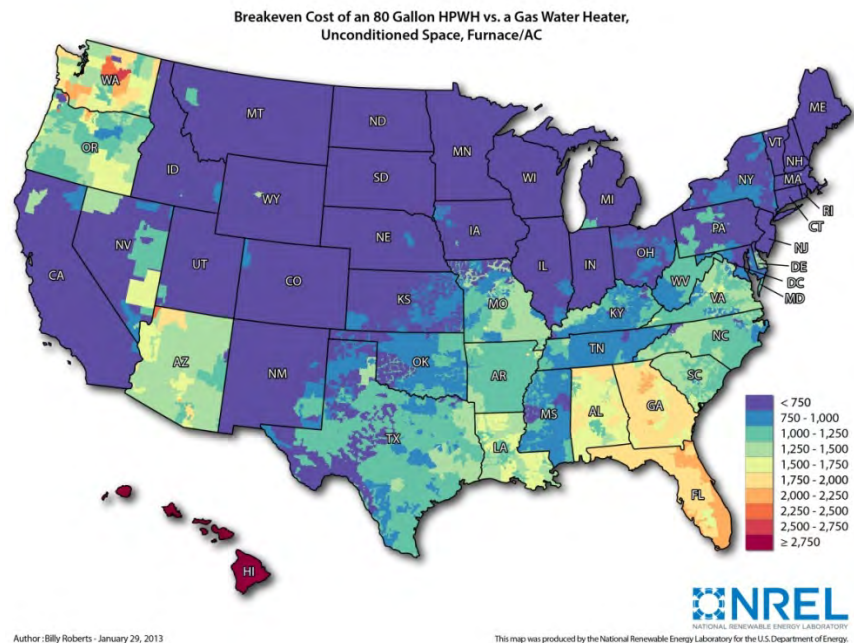 Breakeven Cost of an 80 Gallon HPWH vs. a Gas Water Heater,
Unconditioned Space, Furnace/AC
WA
MT
ND
MN
ME
VT
NH
OR
ID
SD
WI
MI
NY
MA
WY
RI
CT
NE
IA
PA
NJ
NV
OH
IL
IN
DE
UT
WV
DC
CA
CO
KS
MO
VA
MD
KY
NC
TN
AZ
NM
OK
AR
SC
MS
AL
GA
TX
LA
FL
HI
< 750
750 - 1,000
1,000 - 1,250
1,250 - 1,500
1,500 - 1,750
1,750 - 2,000
2,000 - 2,250
2,250 - 2,500
2,500 - 2,750
≥ 2,750
NREL
NATIONAL RENEWABLE ENERGY LABORATORY
Author : Billy Roberts - January 29, 2013
This map was produced by the National Renewable Energy Laboratory for the U.S. Department of Energy.